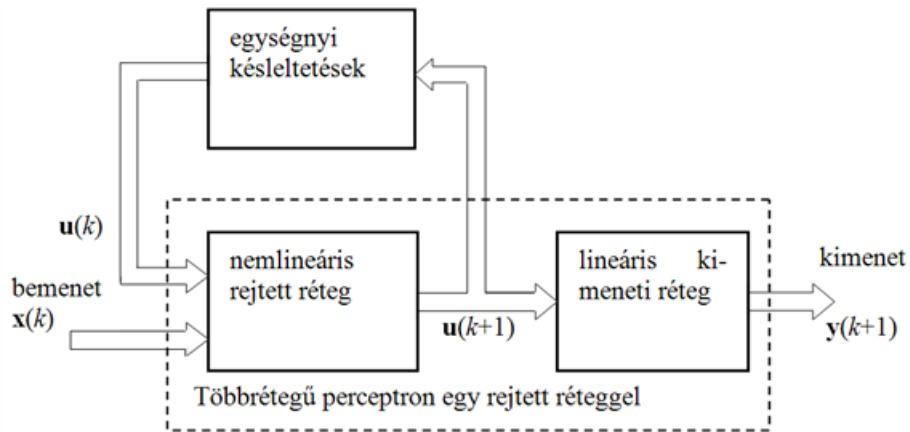 egységnyi
késleltetések
u(k)
bemenet
x(k)
nemlineáris
rejtett réteg
u(k+1)
lineáris ki-
meneti réteg
kimenet
y(k+1)
Többrétegű perceptron egy rejtett réteggel